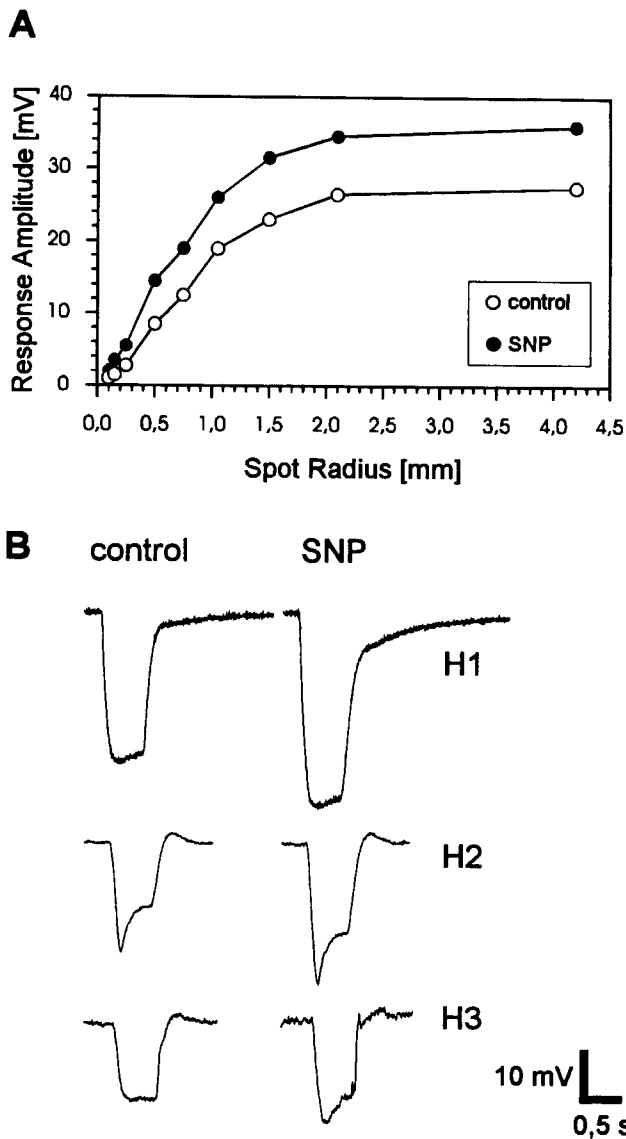 A
Response Amplitude [mV]
40
30
20
10
0
control
SNP
0,0 0,5 1,0 1,5 2,0 2,5 3,0 3,5 4,0 4,5
Spot Radius [mm]
B
control SNP
H1
H2
H3
10 mV
0,5 s